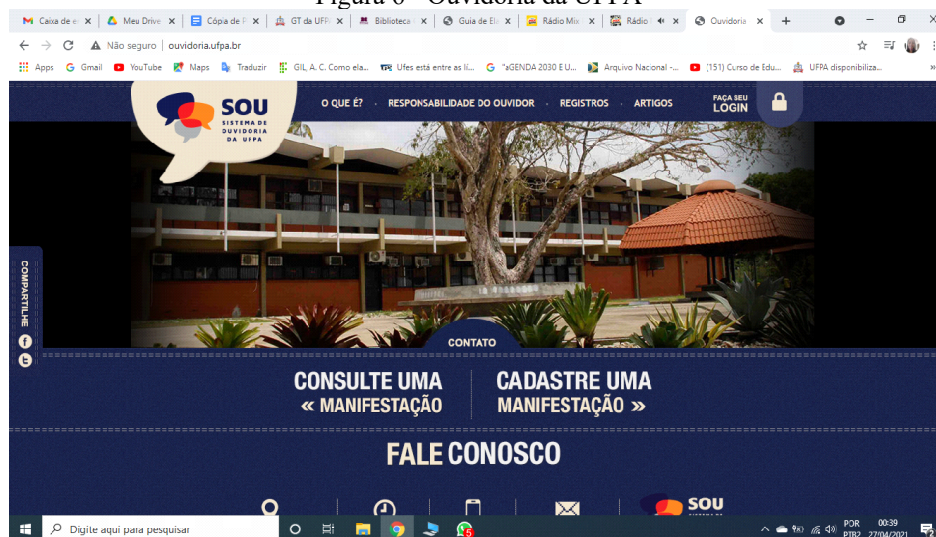 Figura 6 - Ouvidoria da UFPA
Caixa de e Meu Drive Cópia de P GT da UFP Biblioteca Guia de Ela Rádio Mix Rádio Ouvidoria
Não seguro | ouvidoria.ufpa.br
Apps Gmail YouTube Maps Traduzir GIL, A. C. Como ela... Ufes está entre as li... "aGENDA 2030 E U... Arquivo Nacional -... (151) Curso de Edu... UFPA disponibiliza...
SOU
SISTEMA DE
OUVIDORIA
DA UFPA
O QUE É? · RESPONSABILIDADE DO OUVIDOR · REGISTROS · ARTIGOS
FAÇA SEU
LOGIN
COMPARTILHE
CONTATO
CONSULTE UMA
« MANIFESTAÇÃO
CADASTRE UMA
MANIFESTAÇÃO »
FALE CONOSCO
SOU
Digite aqui para pesquisar
POR 00:39
PTB2 27/04/2021